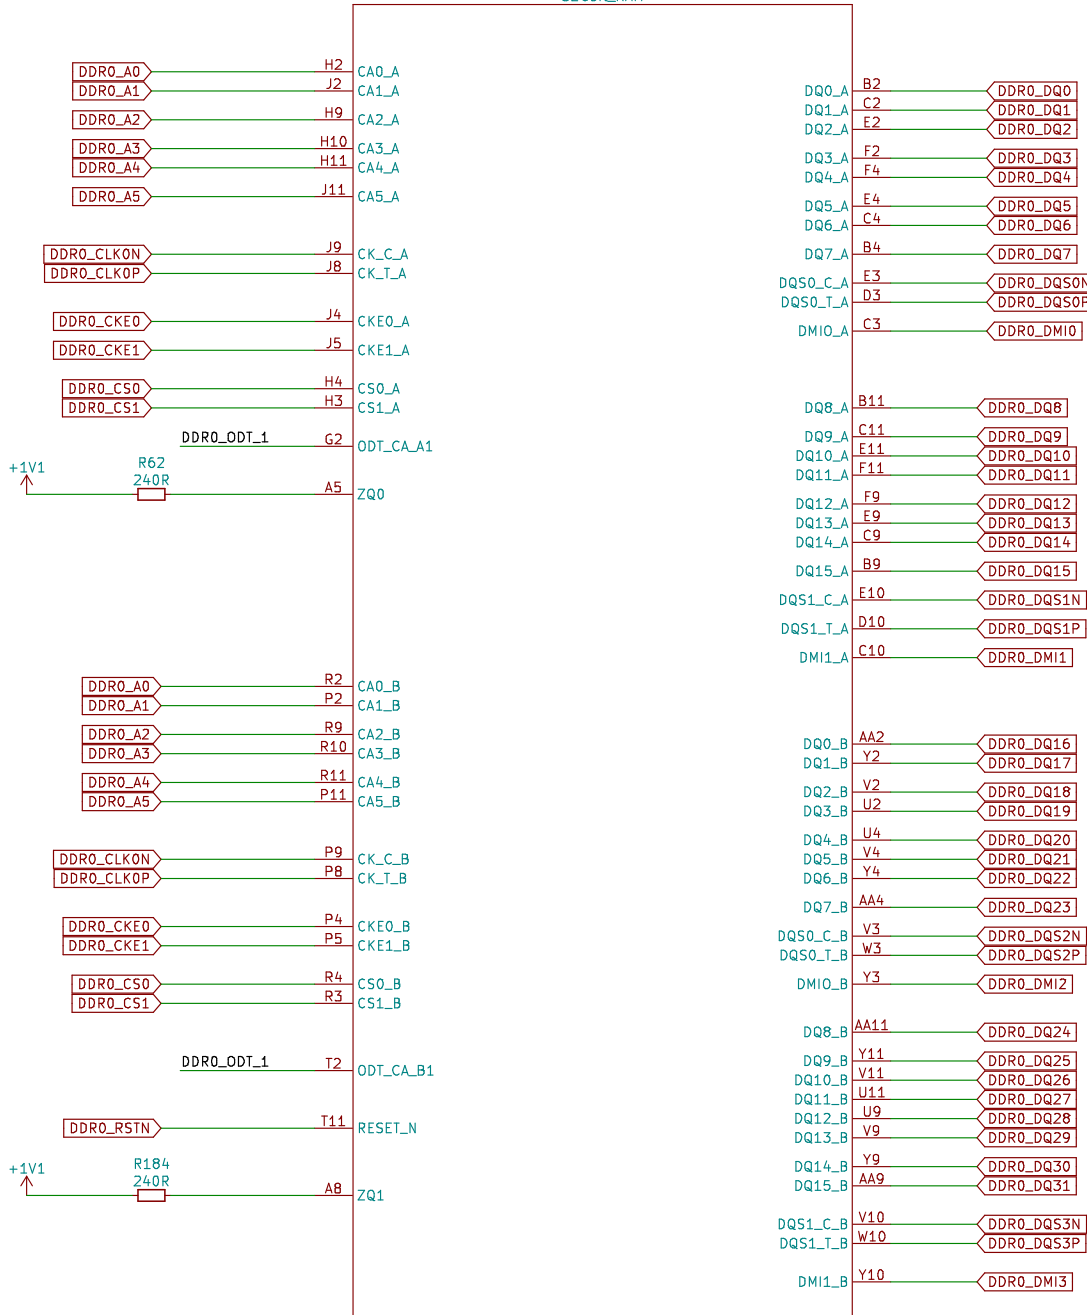 DDR0_A0 H2 CA0_A
DDR0_A1 J2 CA1_A
DDR0_A2 H9 CA2_A
DDR0_A3 H10 CA3_A
DDR0_A4 H11 CA4_A
DDR0_A5 J11 CA5_A
DDR0_CLK0N J9 CK_C_A
DDR0_CLK0P J8 CK_T_A
DDR0_CKE0 J4 CKE0_A
DDR0_CKE1 J5 CKE1_A
DDR0_CS0 H4 CS0_A
DDR0_CS1 H3 CS1_A
DDR0_ODT_1 G2 ODT_CA_A1
R62
+1V1 240R
A5 ZQ0
DDR0_A0 R2 CA0_B
DDR0_A1 P2 CA1_B
DDR0_A2 R9 CA2_B
DDR0_A3 R10 CA3_B
DDR0_A4 R11 CA4_B
DDR0_A5 P11 CA5_B
DDR0_CLK0N P9 CK_C_B
DDR0_CLK0P P8 CK_T_B
DDR0_CKE0 P4 CKE0_B
DDR0_CKE1 P5 CKE1_B
DDR0_CS0 R4 CS0_B
DDR0_CS1 R3 CS1_B
DDR0_ODT_1 T2 ODT_CA_B1
DDR0_RSTN T11 RESET_N
R184
+1V1 240R
A8 ZQ1
DQ0_A B2 DDR0_DQ0
DQ1_A C2 DDR0_DQ1
DQ2_A E2 DDR0_DQ2
DQ3_A F2 DDR0_DQ3
DQ4_A F4 DDR0_DQ4
DQ5_A E4 DDR0_DQ5
DQ6_A C4 DDR0_DQ6
DQ7_A B4 DDR0_DQ7
DQS0_C_A E3 DDR0_DQS0N
DQS0_T_A D3 DDR0_DQS0P
DMI0_A C3 DDR0_DMI0
DQ8_A B11 DDR0_DQ8
DQ9_A C11 DDR0_DQ9
DQ10_A E11 DDR0_DQ10
DQ11_A F11 DDR0_DQ11
DQ12_A F9 DDR0_DQ12
DQ13_A E9 DDR0_DQ13
DQ14_A C9 DDR0_DQ14
DQ15_A B9 DDR0_DQ15
DQS1_C_A E10 DDR0_DQS1N
DQS1_T_A D10 DDR0_DQS1P
DMI1_A C10 DDR0_DMI1
DQ0_B AA2 DDR0_DQ16
DQ1_B Y2 DDR0_DQ17
DQ2_B V2 DDR0_DQ18
DQ3_B U2 DDR0_DQ19
DQ4_B U4 DDR0_DQ20
DQ5_B V4 DDR0_DQ21
DQ6_B Y4 DDR0_DQ22
DQ7_B AA4 DDR0_DQ23
DQS0_C_B V3 DDR0_DQS2N
DQS0_T_B W3 DDR0_DQS2P
DMI0_B Y3 DDR0_DMI2
DQ8_B AA11 DDR0_DQ24
DQ9_B Y11 DDR0_DQ25
DQ10_B V11 DDR0_DQ26
DQ11_B U11 DDR0_DQ27
DQ12_B U9 DDR0_DQ28
DQ13_B V9 DDR0_DQ29
DQ14_B Y9 DDR0_DQ30
DQ15_B AA9 DDR0_DQ31
DQS1_C_B V10 DDR0_DQS3N
DQS1_T_B W10 DDR0_DQS3P
DMI1_B Y10 DDR0_DMI3